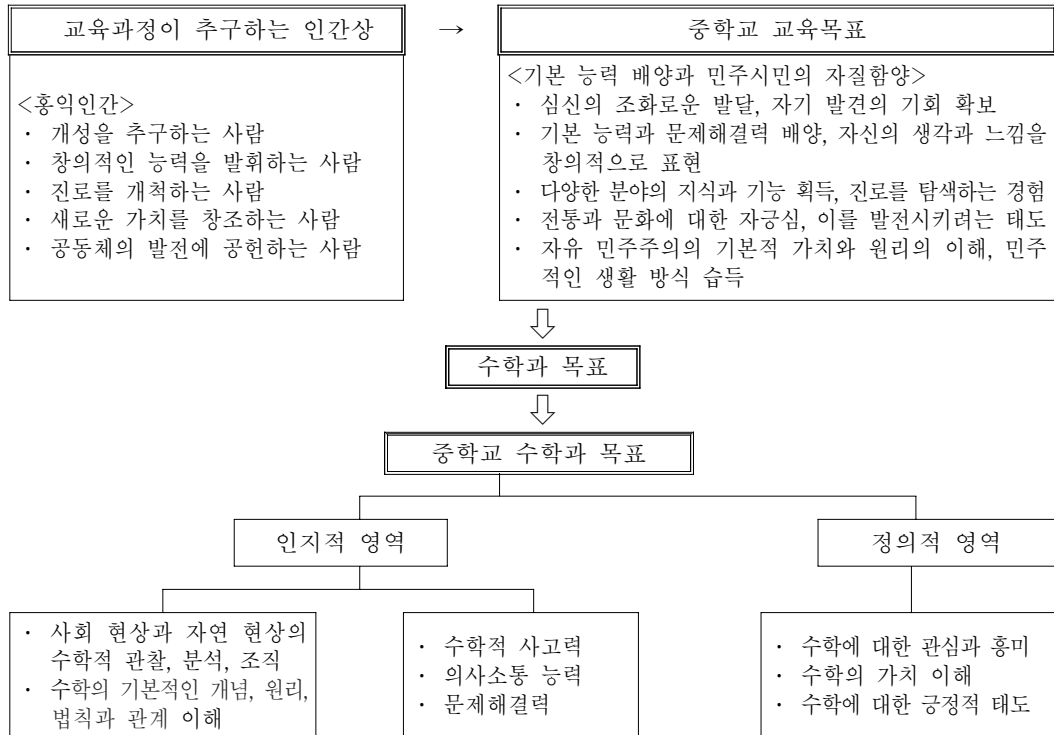 교육과정이 추구하는 인간상
→
중학교 교육목표
<홍익인간>
· 개성을 추구하는 사람
· 창의적인 능력을 발휘하는 사람
· 진로를 개척하는 사람
· 새로운 가치를 창조하는 사람
· 공동체의 발전에 공헌하는 사람
<기본 능력 배양과 민주시민의 자질함양>
· 심신의 조화로운 발달, 자기 발견의 기회 확보
· 기본 능력과 문제해결력 배양, 자신의 생각과 느낌을
창의적으로 표현
· 다양한 분야의 지식과 기능 획득, 진로를 탐색하는 경험
· 전통과 문화에 대한 자긍심, 이를 발전시키려는 태도
· 자유 민주주의의 기본적 가치와 원리의 이해, 민주
적인 생활 방식 습득
수학과 목표
중학교 수학과 목표
인지적 영역
정의적 영역
· 사회 현상과 자연 현상의
수학적 관찰, 분석, 조직
· 수학의 기본적인 개념, 원리,
법칙과 관계 이해
· 수학적 사고력
· 의사소통 능력
· 문제해결력
· 수학에 대한 관심과 흥미
· 수학의 가치 이해
· 수학에 대한 긍정적 태도